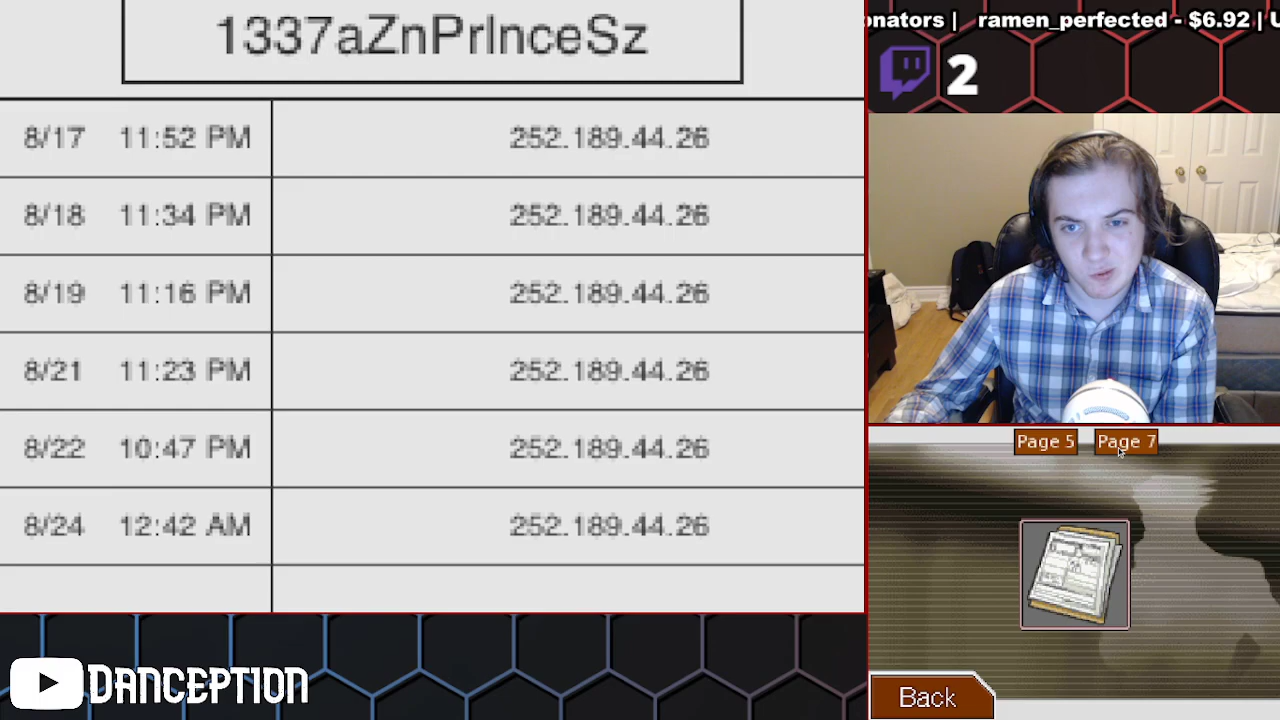 1337aZnPrInceSz
8/17 11:52 PM 252.189.44.26
8/18 11:34 PM 252.189.44.26
8/19 11:16 PM 252.189.44.26
8/21 11:23 PM 252.189.44.26
8/22 10:47 PM 252.189.44.26
8/24 12:42 AM 252.189.44.26
onators | ramen_perfected - $6.92 | U
2
Page 5 Page 7
Back
DANCEPTION